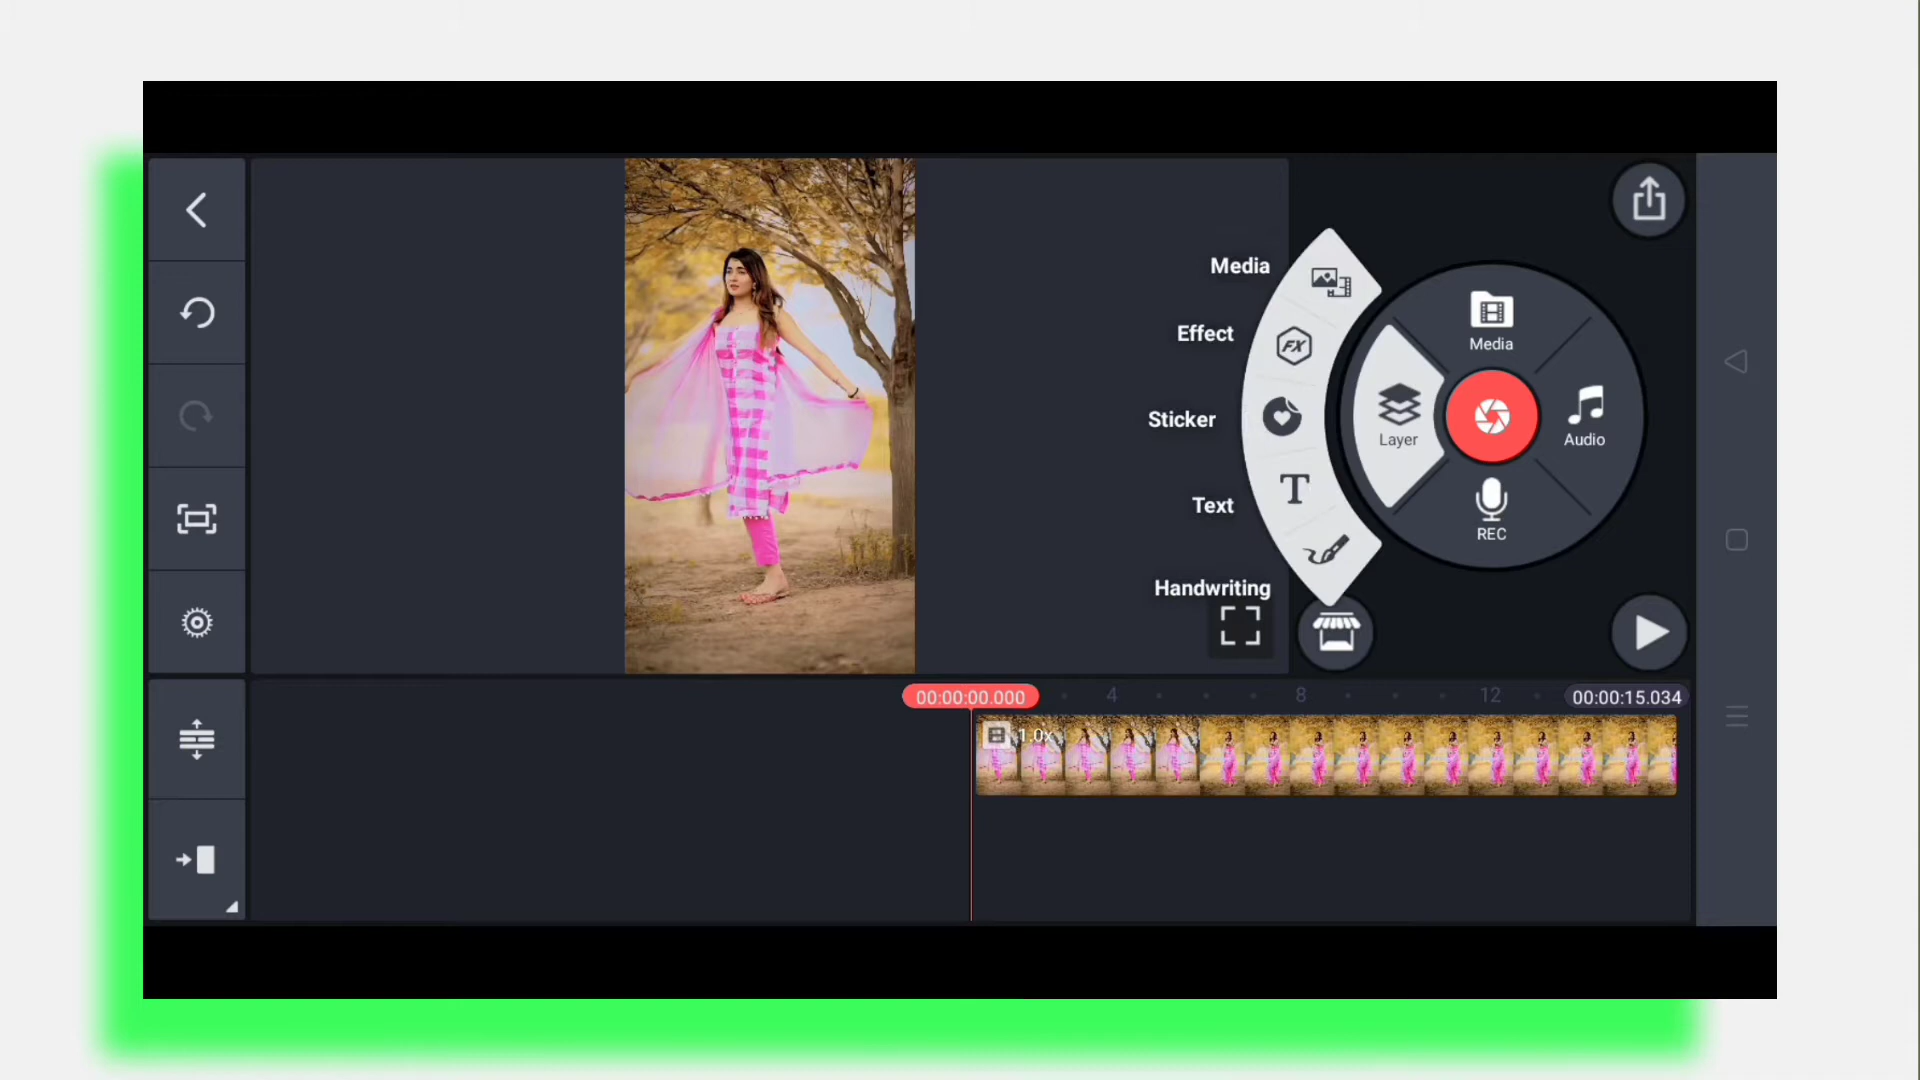 Media
Effect
Sticker
Text
Handwriting
Media
Layer
Audio
REC
FX
00:00:00.000
4
8
12
00:00:15.034
1.0x